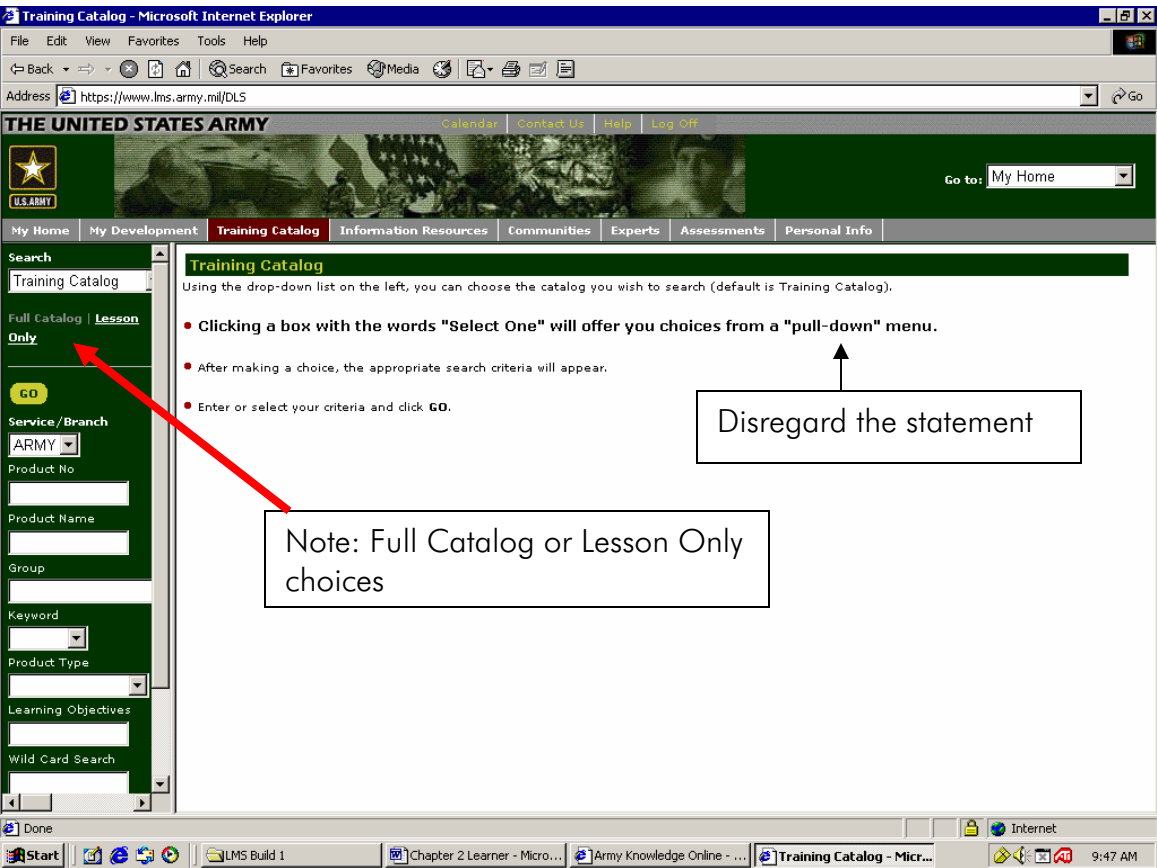 Training Catalog - Microsoft Internet Explorer
File Edit View Favorites Tools Help
Back Search Favorites Media
Address https://www.lms.army.mil/DLS Go
THE UNITED STATES ARMY Calendar Contact Us Help Log Off
U.S.ARMY
Go to: My Home
My Home My Development Training Catalog Information Resources Communities Experts Assessments Personal Info
Search
Training Catalog
Full Catalog | Lesson
Only
GO
Service/Branch
ARMY
Product No
Product Name
Group
Keyword
Product Type
Learning Objectives
Wild Card Search
Training Catalog
Using the drop-down list on the left, you can choose the catalog you wish to search (default is Training Catalog).
• Clicking a box with the words "Select One" will offer you choices from a "pull-down" menu.
• After making a choice, the appropriate search criteria will appear.
• Enter or select your criteria and click GO.
Disregard the statement
Note: Full Catalog or Lesson Only
choices
Done Internet
Start LMS Build 1 Chapter 2 Learner - Micro... Army Knowledge Online - ... Training Catalog - Micr... 9:47 AM